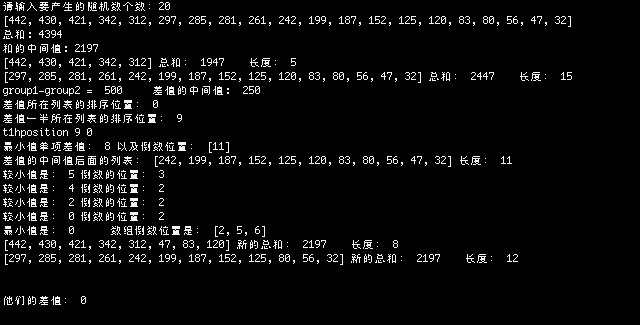 请输入要产生的随机数个数: 20
[442, 430, 421, 342, 312, 297, 285, 281, 261, 242, 199, 187, 152, 125, 120, 83, 80, 56, 47, 32]
总和: 4394
和的中间值: 2197
[442, 430, 421, 342, 312] 总和: 1947 长度: 5
[297, 285, 281, 261, 242, 199, 187, 152, 125, 120, 83, 80, 56, 47, 32] 总和: 2447 长度: 15
group1-group2 = 500 差值的中间值: 250
差值所在列表的排序位置: 0
差值一半所在列表的排序位置: 9
t1hposition 9 0
最小值单项差值: 8 以及倒数位置: [11]
差值的中间值后面的列表: [242, 199, 187, 152, 125, 120, 83, 80, 56, 47, 32] 长度: 11
较小值是: 5 倒数的位置: 3
较小值是: 4 倒数的位置: 2
较小值是: 2 倒数的位置: 2
较小值是: 0 倒数的位置: 2
最小值是: 0 数组倒数位置是: [2, 5, 6]
[442, 430, 421, 342, 312, 47, 83, 120] 新的总和: 2197 长度: 8
[297, 285, 281, 261, 242, 199, 187, 152, 125, 80, 56, 32] 新的总和: 2197 长度: 12
他们的差值: 0